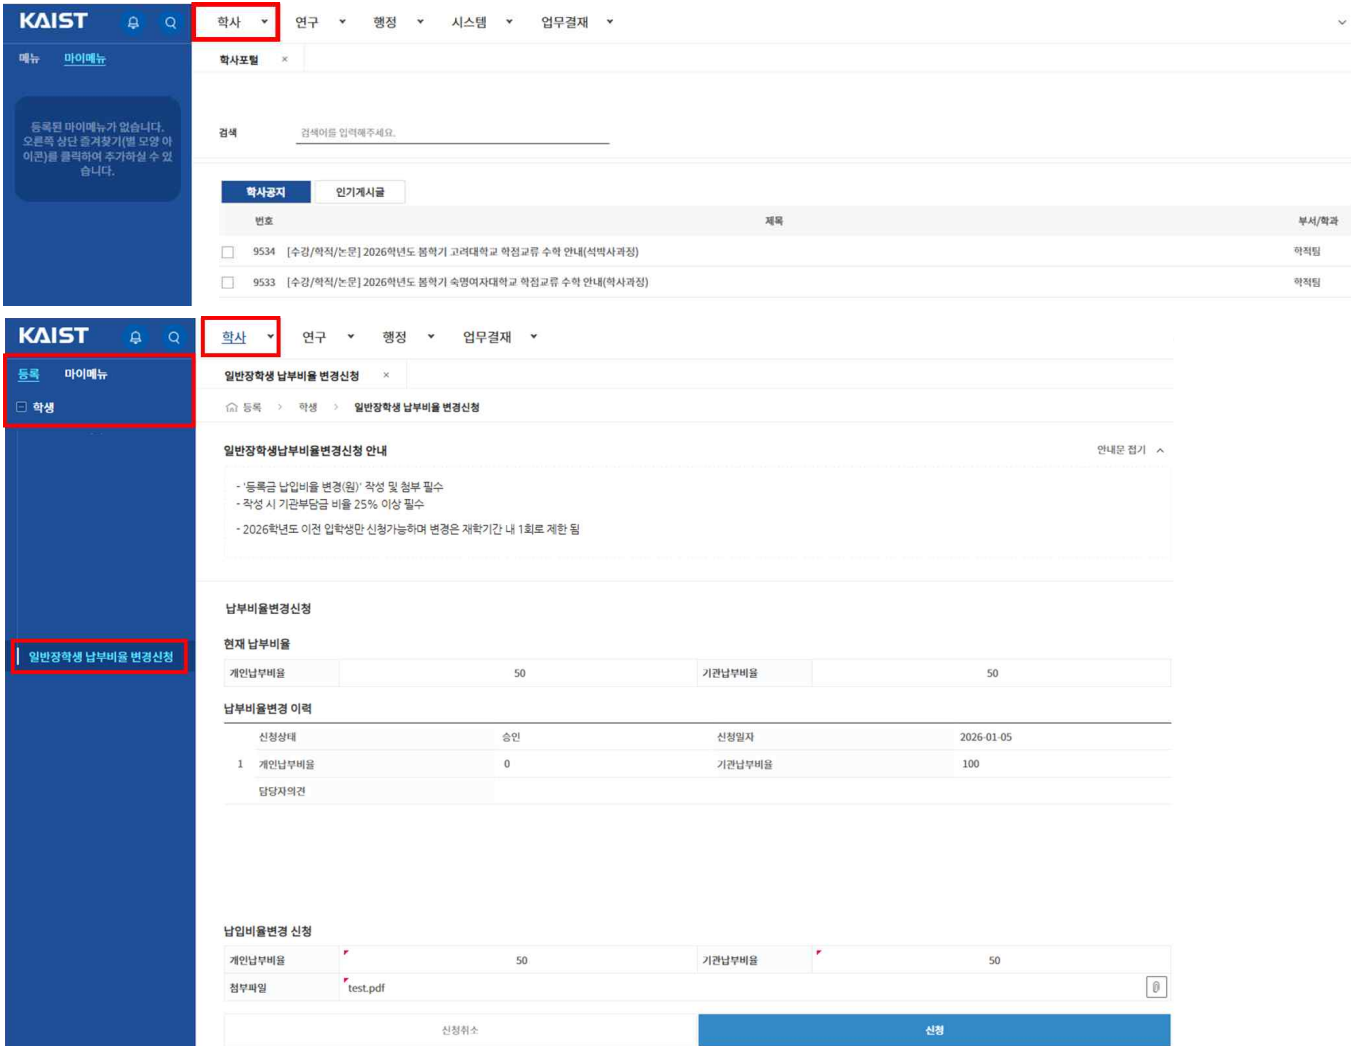 KAIST
학사 연구 행정 시스템 업무결재
메뉴 마이메뉴
학사포털 ×
등록된 마이메뉴가 없습니다.
오른쪽 상단 즐겨찾기(별 모양 아
이콘)를 클릭하여 추가하실 수 있
습니다.
검색 검색어를 입력해주세요.
학사공지 인기게시글
번호 제목 부서/학과
9534 [수강/학적/논문] 2026학년도 봄학기 고려대학교 학점교류 수학 안내(석박사과정) 학적팀
9533 [수강/학적/논문] 2026학년도 봄학기 숙명여자대학교 학점교류 수학 안내(학사과정) 학적팀
KAIST
학사 연구 행정 업무결재
등록 마이메뉴
학생
일반장학생 납부비율 변경신청
일반장학생 납부비율 변경신청 ×
등록 > 학생 > 일반장학생 납부비율 변경신청
일반장학생납부비율변경신청 안내 안내문 접기
- '등록금 납입비율 변경(원)' 작성 및 첨부 필수
- 작성 시 기관부담금 비율 25% 이상 필수
- 2026학년도 이전 입학생만 신청가능하며 변경은 재학기간 내 1회로 제한 됨
납부비율변경신청
현재 납부비율
개인납부비율 50 기관납부비율 50
납부비율변경 이력
신청상태 승인 신청일자 2026-01-05
1 개인납부비율 0 기관납부비율 100
담당자의견
납입비율변경 신청
개인납부비율 50 기관납부비율 50
첨부파일 test.pdf
신청취소 신청